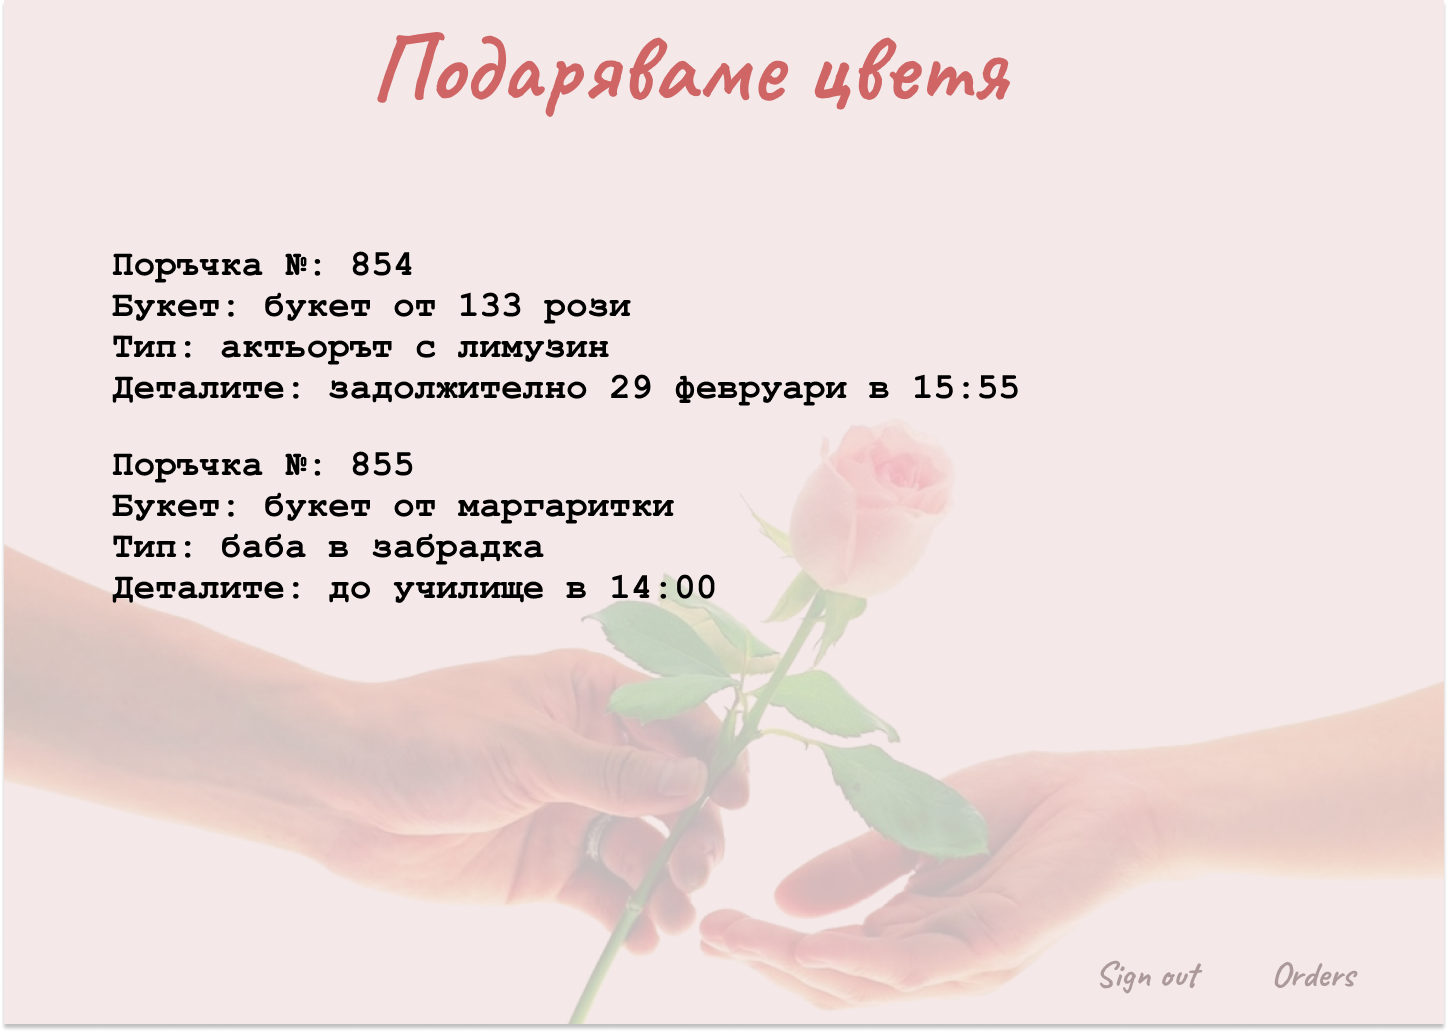 Подаряваме цветя
Поръчка №: 854
Букет: букет от 133 рози
Тип: актьорът с лимузин
Деталите: задолжително 29 февруари в 15:55
Поръчка №: 855
Букет: букет от маргаритки
Тип: баба в забрадка
Деталите: до училище в 14:00
Sign out Orders